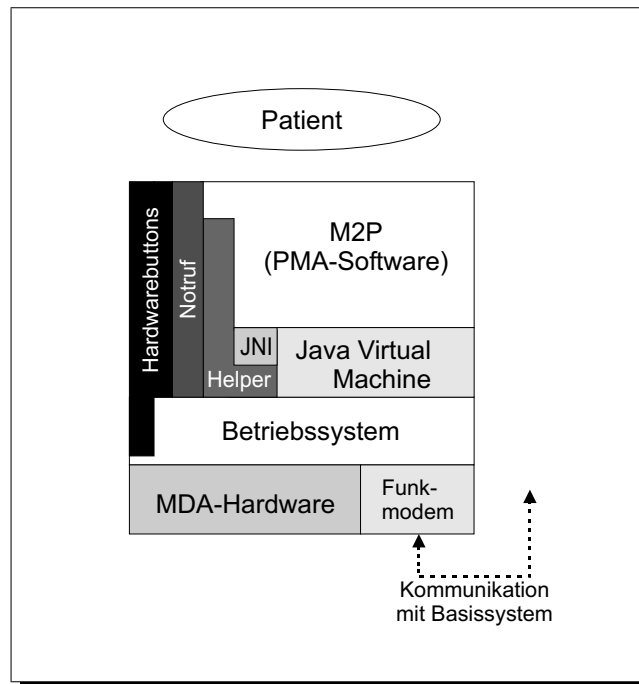 Patient
Hardwarebuttons
Notruf
M2P
(PMA-Software)
JNI
Java Virtual
Machine
Helper
Betriebssystem
MDA-Hardware
Funk-
modem
Kommunikation
mit Basissystem